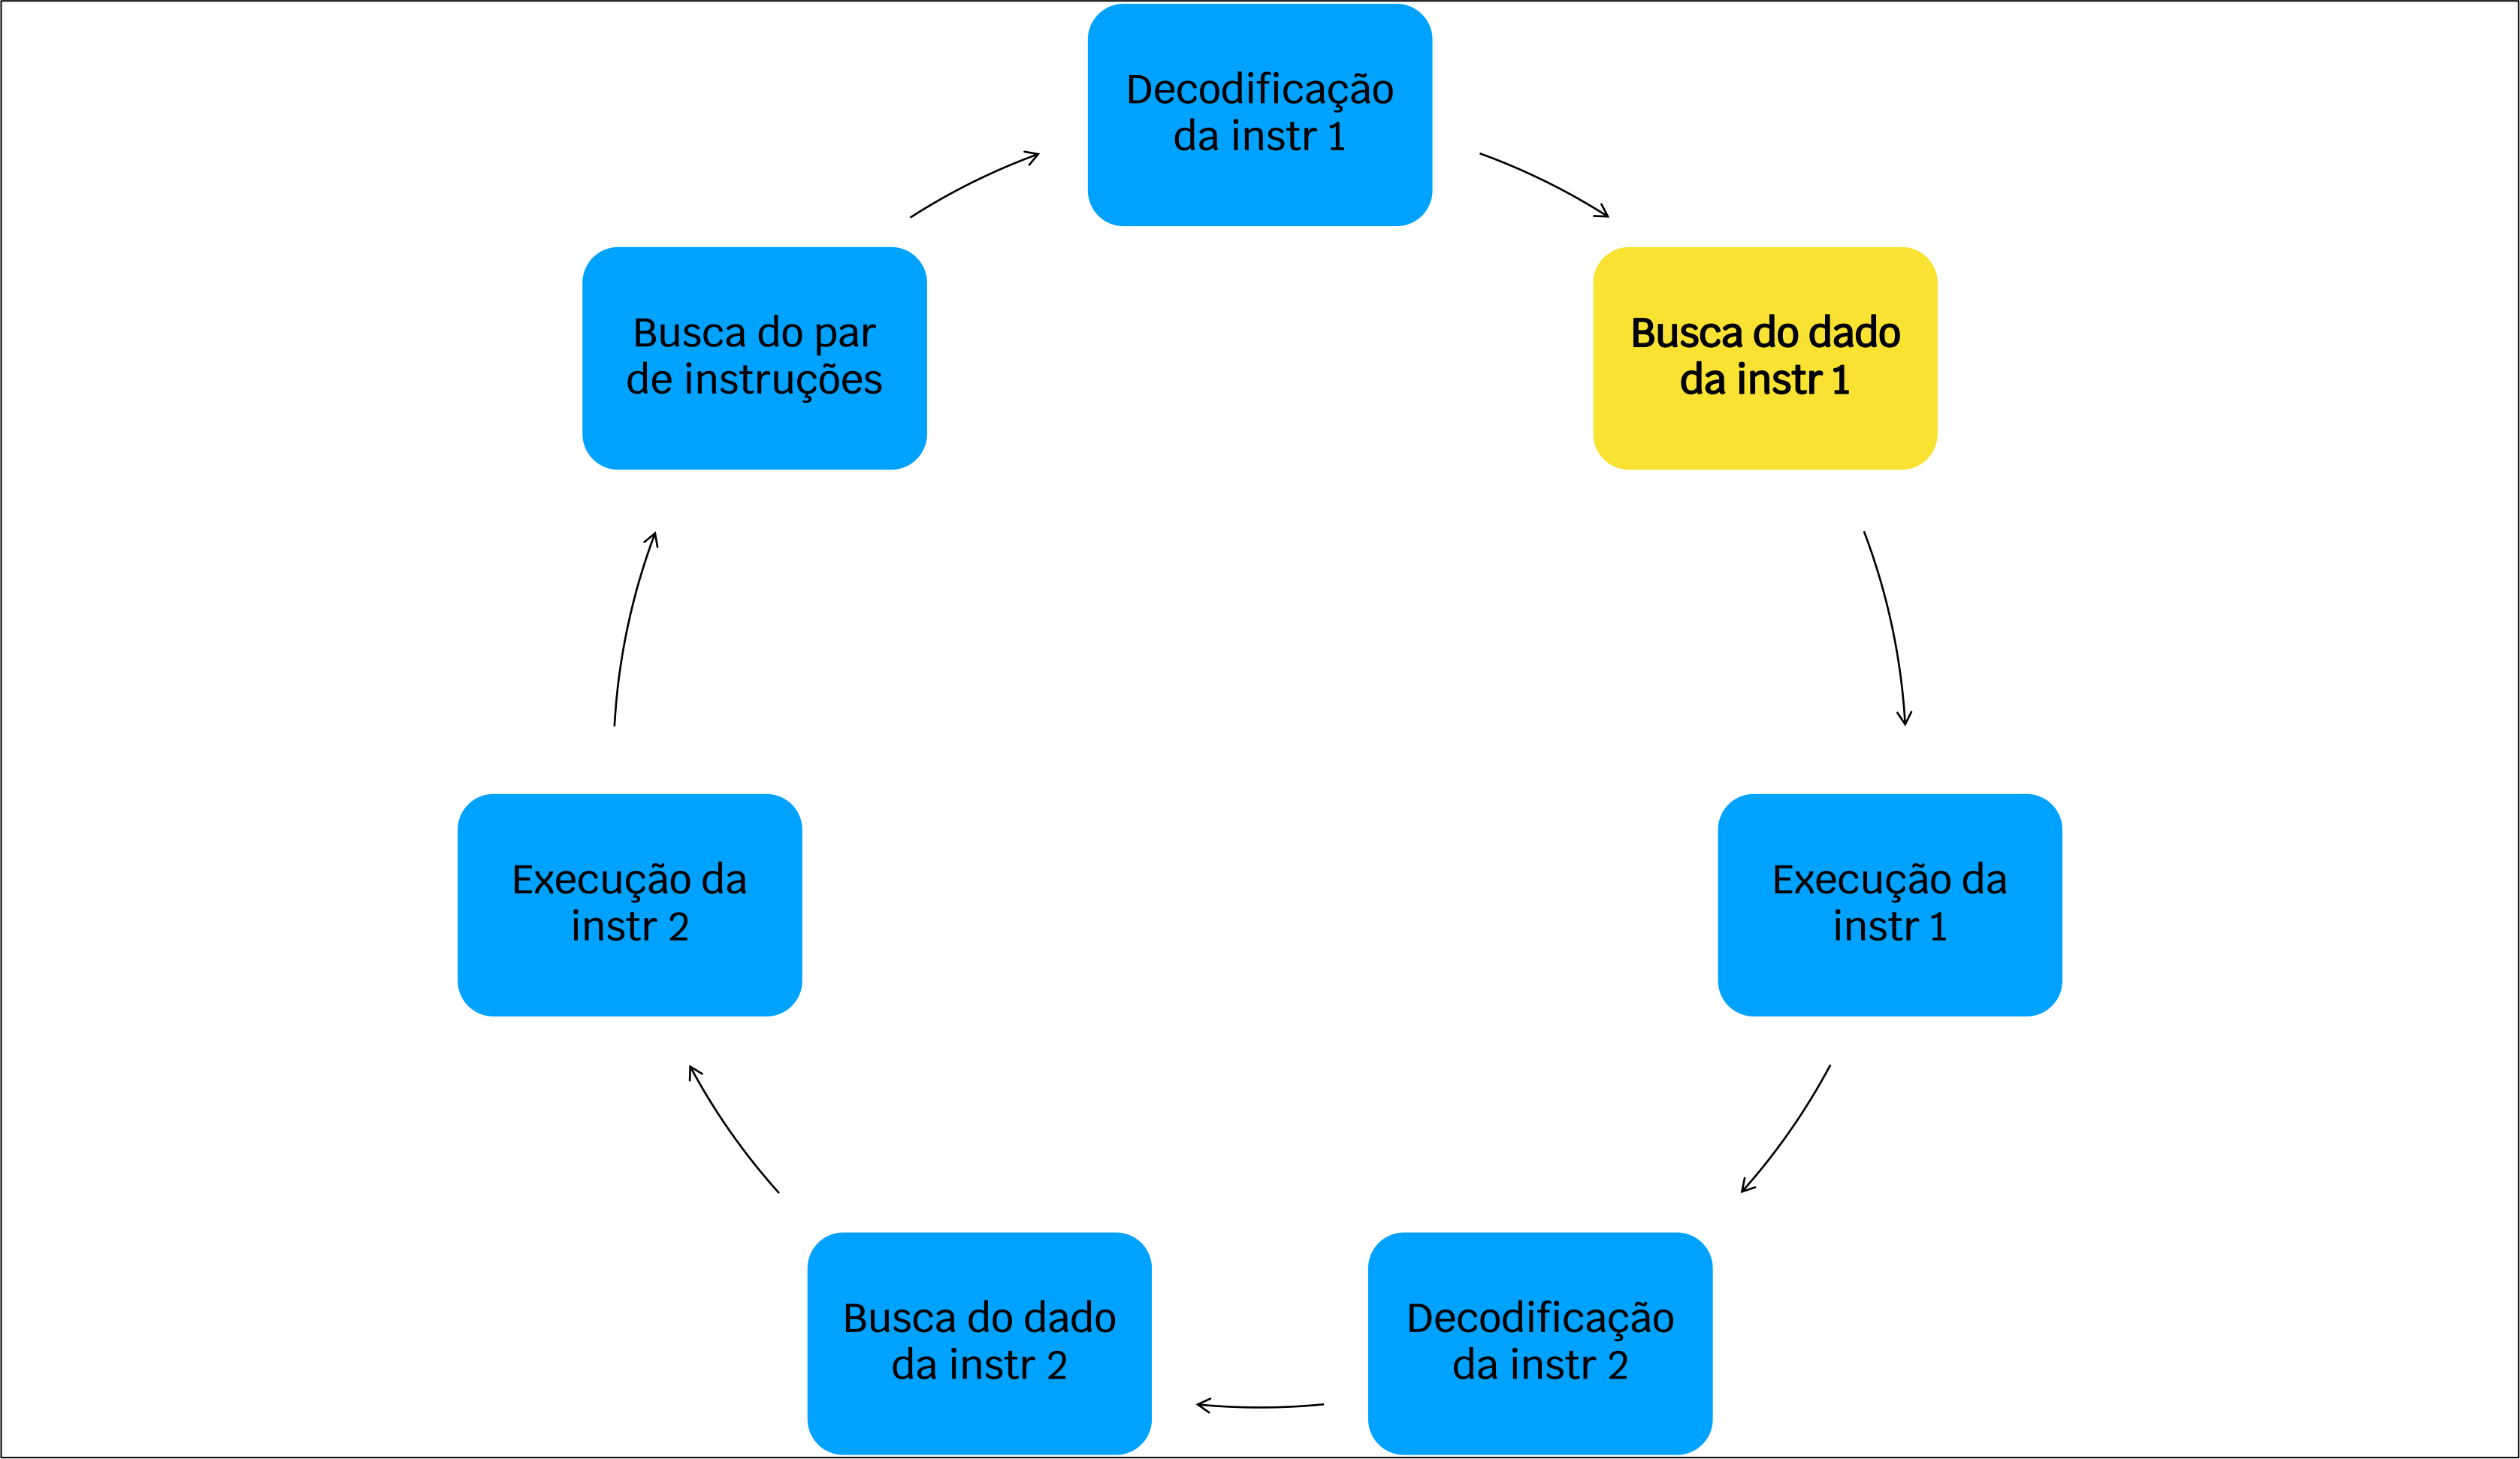 Decodificação
da instr 1
Busca do dado
da instr 1
Execução da
instr 1
Decodificação
da instr 2
Busca do dado
da instr 2
Execução da
instr 2
Busca do par
de instruções